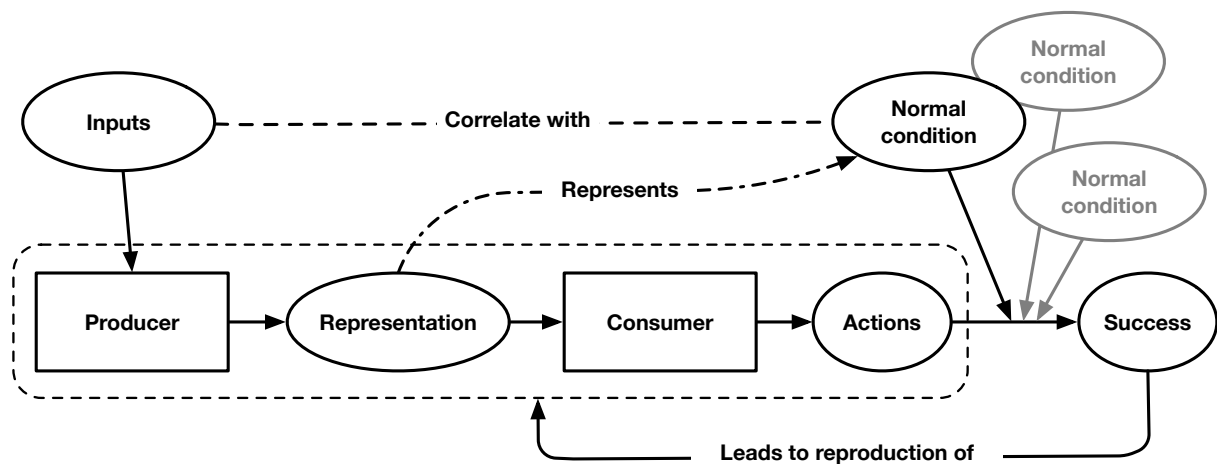 Normal
condition
Inputs
Correlate with
Normal
condition
Represents
Normal
condition
Producer
Representation
Consumer
Actions
Success
Leads to reproduction of